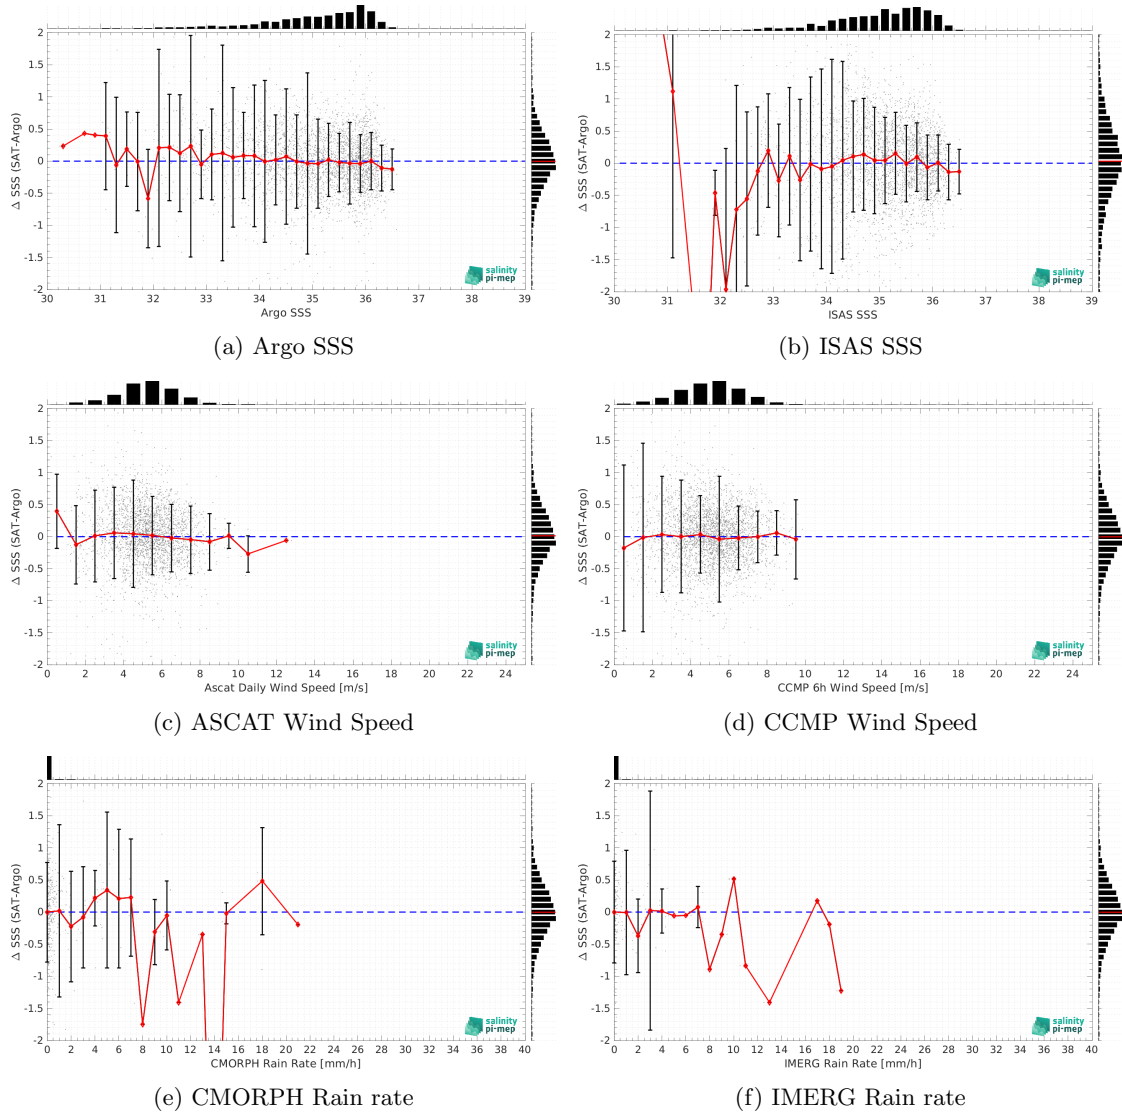 2
1.5
1
0.5
0
-0.5
-1
-1.5
-2
Δ SSS (SAT-Argo)
30 31 32 33 34 35 36 37 38 39
Argo SSS
salinity
pi-mep
(a) Argo SSS
2
1.5
1
0.5
0
-0.5
-1
-1.5
-2
Δ SSS (SAT-Argo)
30 31 32 33 34 35 36 37 38 39
ISAS SSS
salinity
pi-mep
(b) ISAS SSS
2
1.5
1
0.5
0
-0.5
-1
-1.5
-2
Δ SSS (SAT-Argo)
0 2 4 6 8 10 12 14 16 18 20 22 24
Ascat Daily Wind Speed [m/s]
salinity
pi-mep
(c) ASCAT Wind Speed
2
1.5
1
0.5
0
-0.5
-1
-1.5
-2
Δ SSS (SAT-Argo)
0 2 4 6 8 10 12 14 16 18 20 22 24
CCMP 6h Wind Speed [m/s]
salinity
pi-mep
(d) CCMP Wind Speed
2
1.5
1
0.5
0
-0.5
-1
-1.5
-2
Δ SSS (SAT-Argo)
0 2 4 6 8 10 12 14 16 18 20 22 24 26 28 30 32 34 36 38 40
CMORPH Rain Rate [mm/h]
salinity
pi-mep
(e) CMORPH Rain rate
2
1.5
1
0.5
0
-0.5
-1
-1.5
-2
Δ SSS (SAT-Argo)
0 2 4 6 8 10 12 14 16 18 20 22 24 26 28 30 32 34 36 38 40
IMERG Rain Rate [mm/h]
salinity
pi-mep
(f) IMERG Rain rate